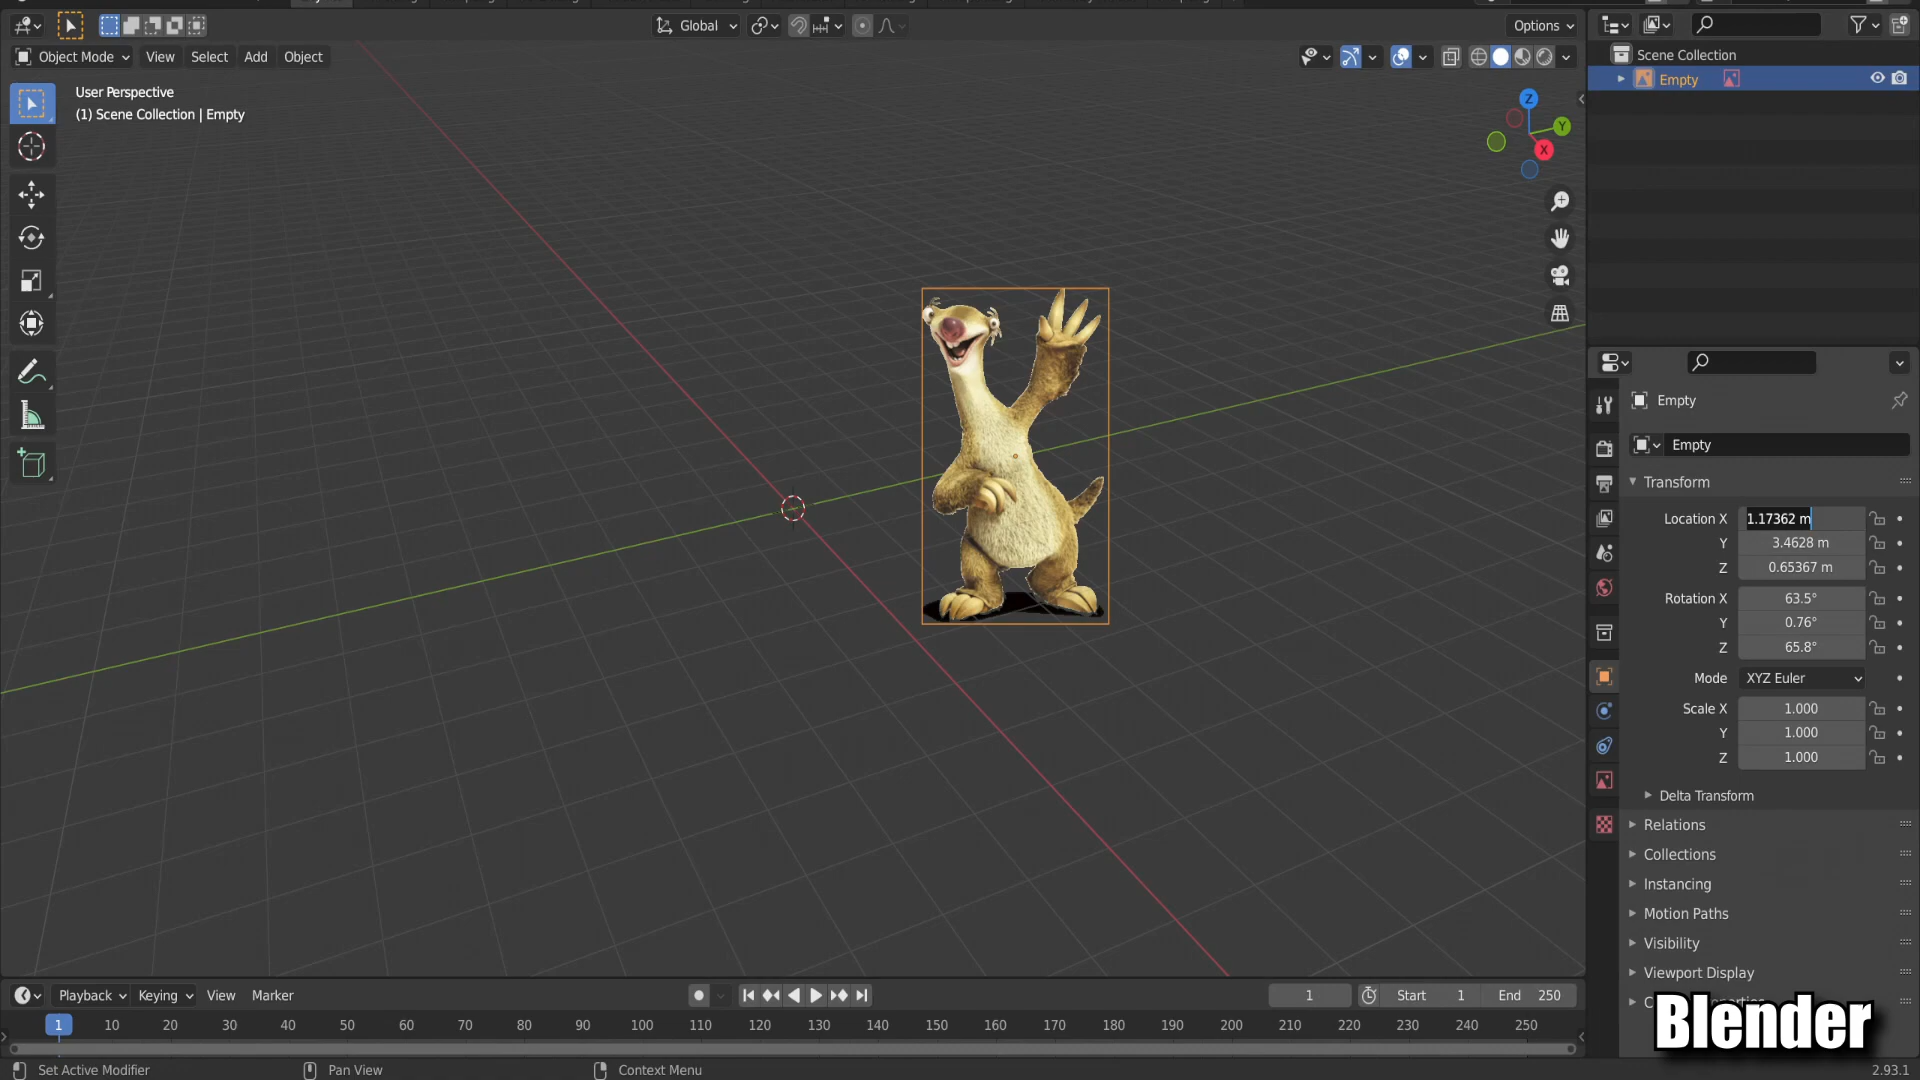 Global
Options
Object Mode
View
Select
Add
Object
User Perspective
(1) Scene Collection | Empty
Z
Y
X
Scene Collection
Empty
Empty
Empty
Transform
Location X 1.17362 m
Y 3.4628 m
Z 0.65367 m
Rotation X 63.5°
Y 0.76°
Z 65.8°
Mode XYZ Euler
Scale X 1.000
Y 1.000
Z 1.000
Delta Transform
Relations
Collections
Instancing
Motion Paths
Visibility
Viewport Display
Blender
Playback
Keying
View
Marker
1
Start 1
End 250
1 10 20 30 40 50 60 70 80 90 100 110 120 130 140 150 160 170 180 190 200 210 220 230 240 250
Set Active Modifier
Pan View
Context Menu
2.93.1